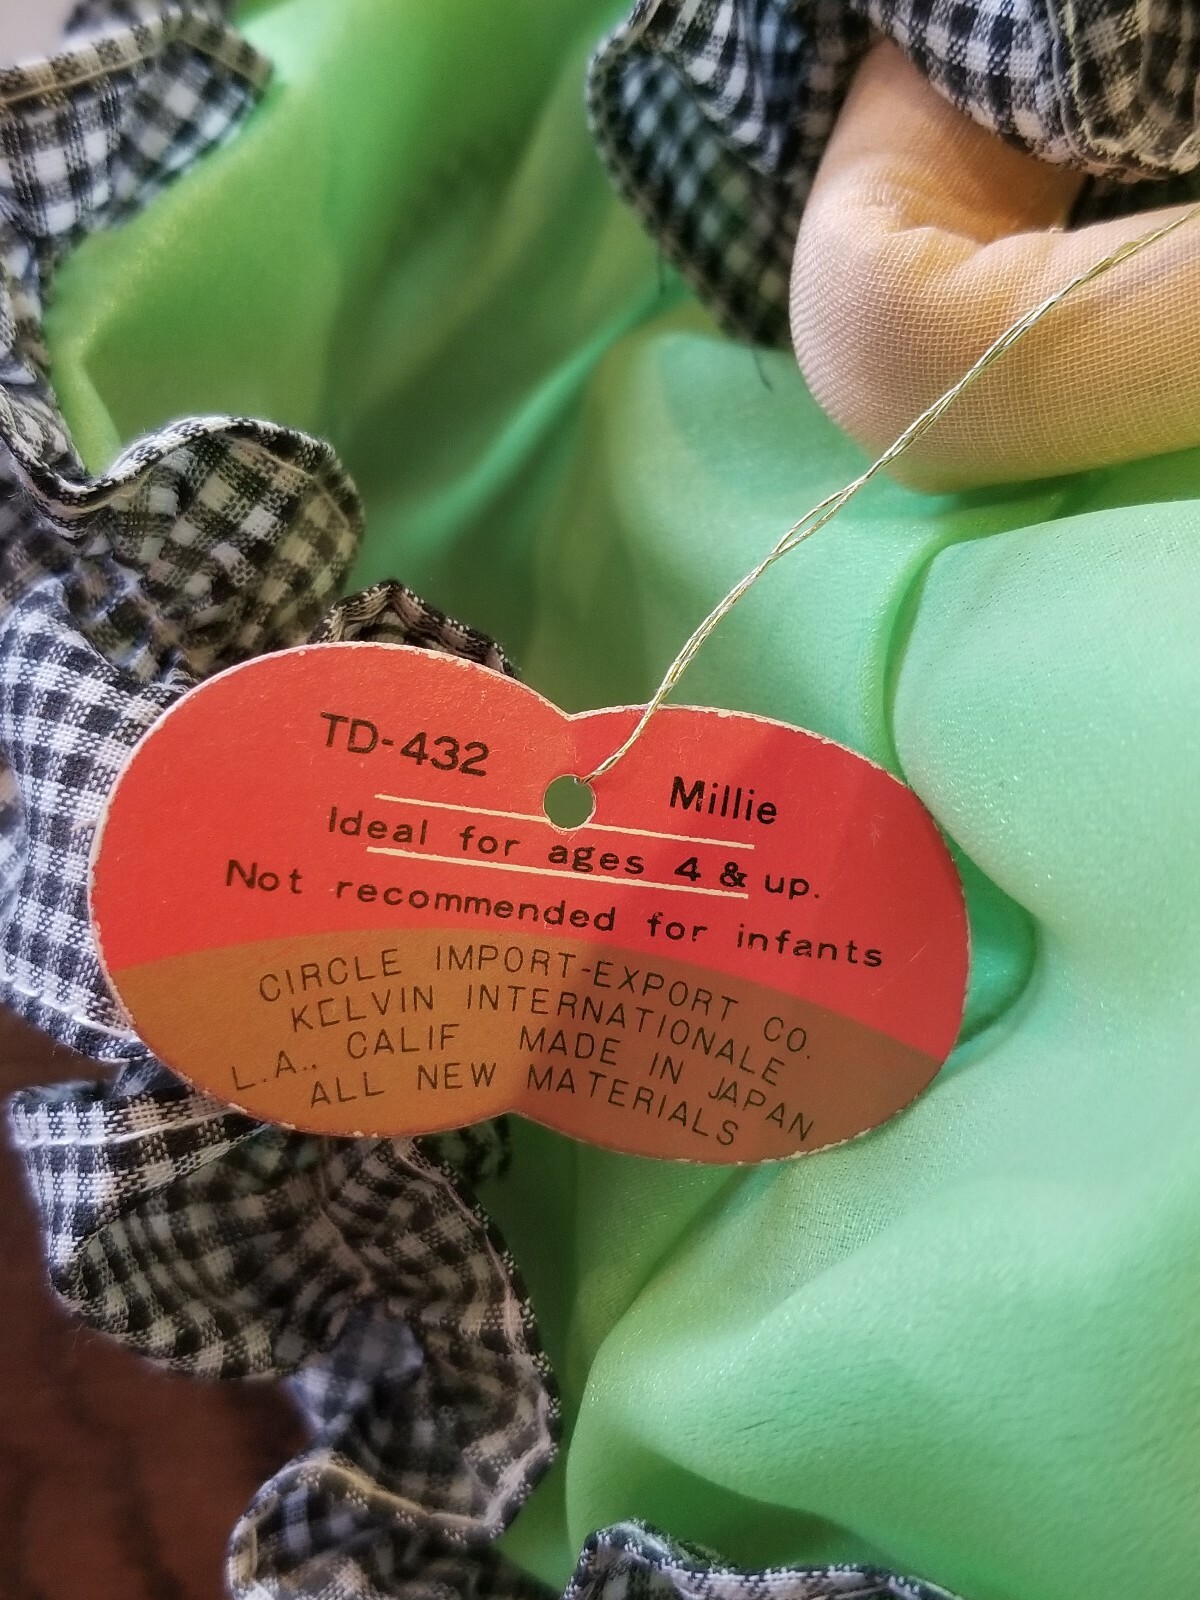 TD-432
Millie
Ideal for ages 4 & up.
Not recommended for infants
CIRCLE IMPORT-EXPORT CO.
KELVIN INTERNATIONALE
L.A., CALIF MADE IN JAPAN
ALL NEW MATERIALS